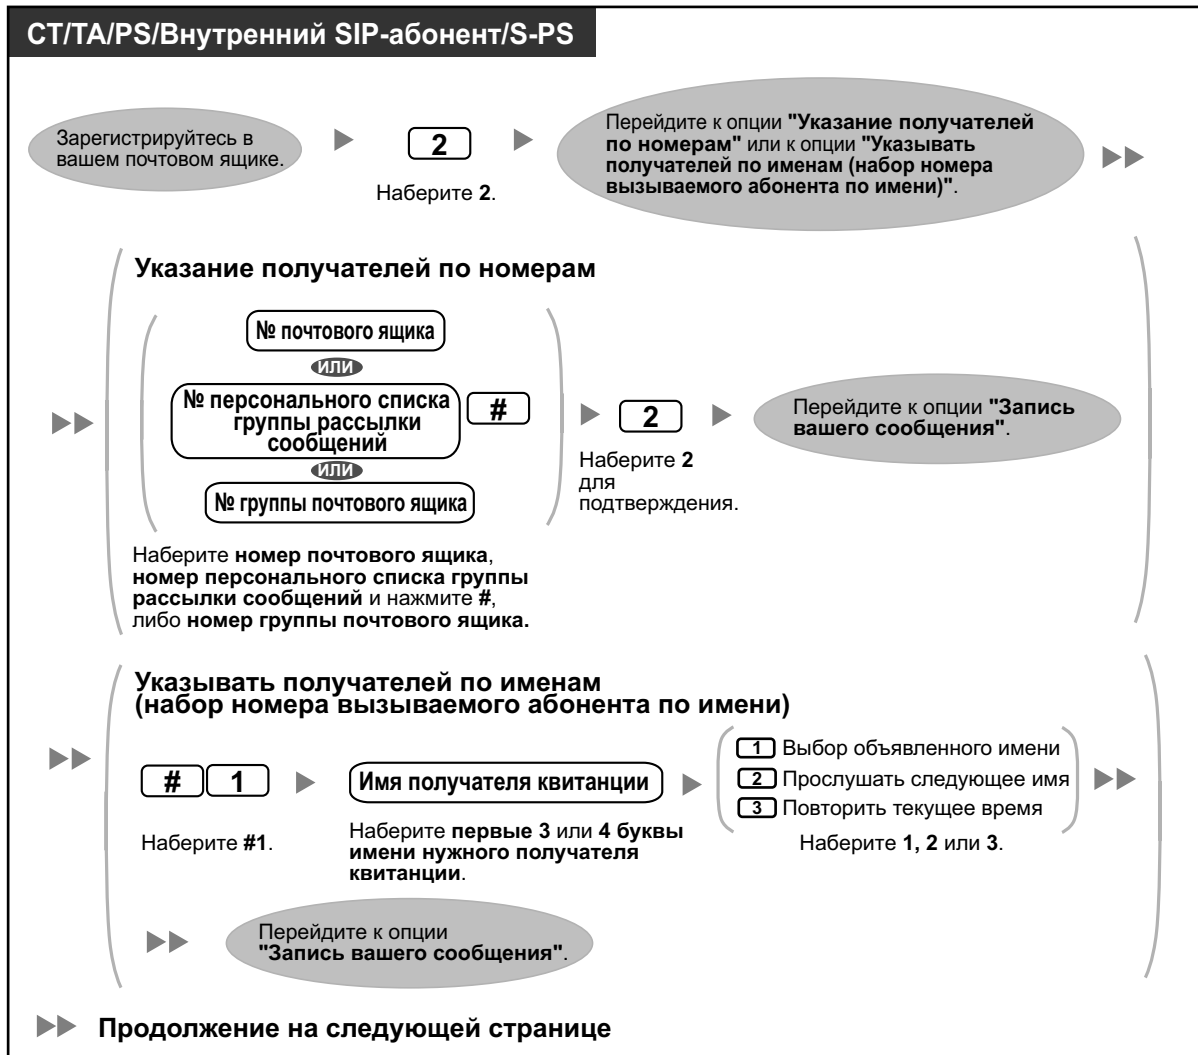 СТ/TA/PS/Внутренний SIP-абонент/S-PS
Зарегистрируйтесь в
вашем почтовом ящике.
2
Наберите 2.
Перейдите к опции "Указание получателей
по номерам" или к опции "Указывать
получателей по именам (набор номера
вызываемого абонента по имени)".
Указание получателей по номерам
№ почтового ящика
ИЛИ
№ персонального списка
группы рассылки
сообщений
#
ИЛИ
№ группы почтового ящика
Наберите номер почтового ящика,
номер персонального списка группы
рассылки сообщений и нажмите #,
либо номер группы почтового ящика.
2
Наберите 2
для
подтверждения.
Перейдите к опции "Запись
вашего сообщения".
Указывать получателей по именам
(набор номера вызываемого абонента по имени)
# 1
Наберите #1.
Имя получателя квитанции
Наберите первые 3 или 4 буквы
имени нужного получателя
квитанции.
1 Выбор объявленного имени
2 Прослушать следующее имя
3 Повторить текущее время
Наберите 1, 2 или 3.
Перейдите к опции
"Запись вашего сообщения".
Продолжение на следующей странице